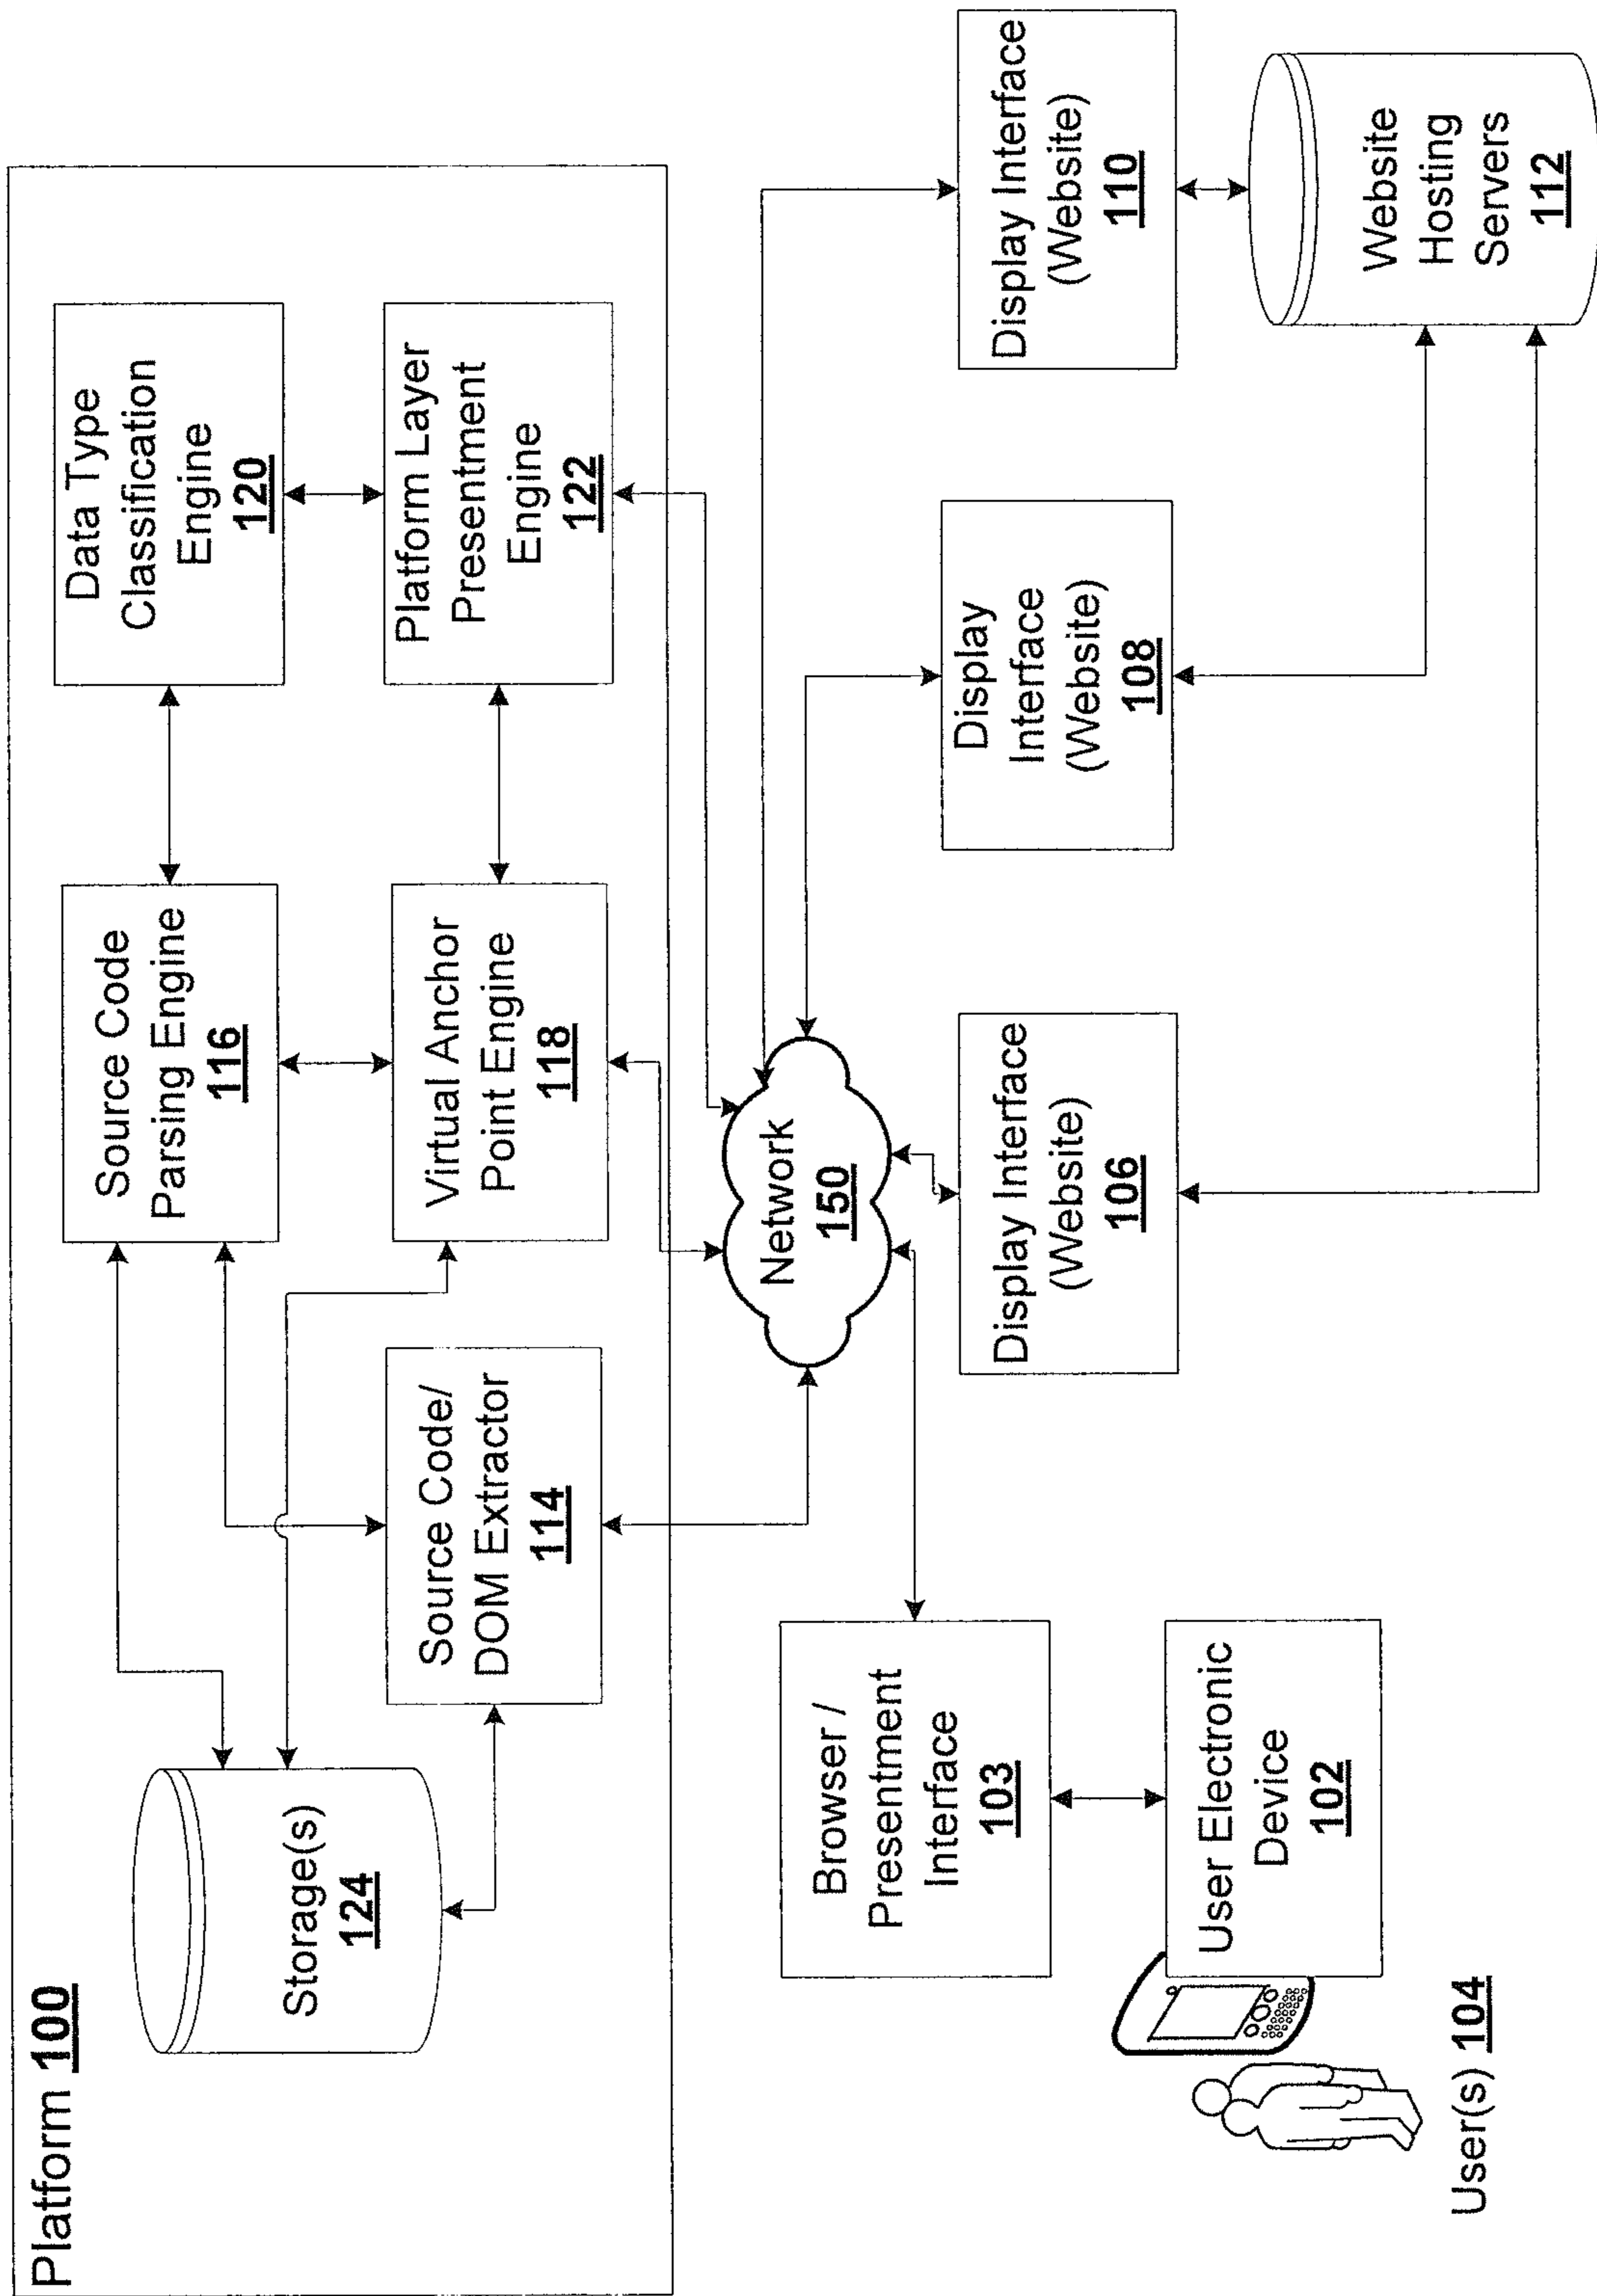 Platform 100
Storage(s)
124
Source Code/
DOM Extractor
114
Source Code
Parsing Engine
116
Virtual Anchor
Point Engine
118
Data Type
Classification
Engine
120
Platform Layer
Presentment
Engine
122
Network
150
Browser /
Presentment
Interface
103
User Electronic
Device
102
User(s) 104
Display Interface
(Website)
106
Display
Interface
(Website)
108
Display Interface
(Website)
110
Website
Hosting
Servers
112